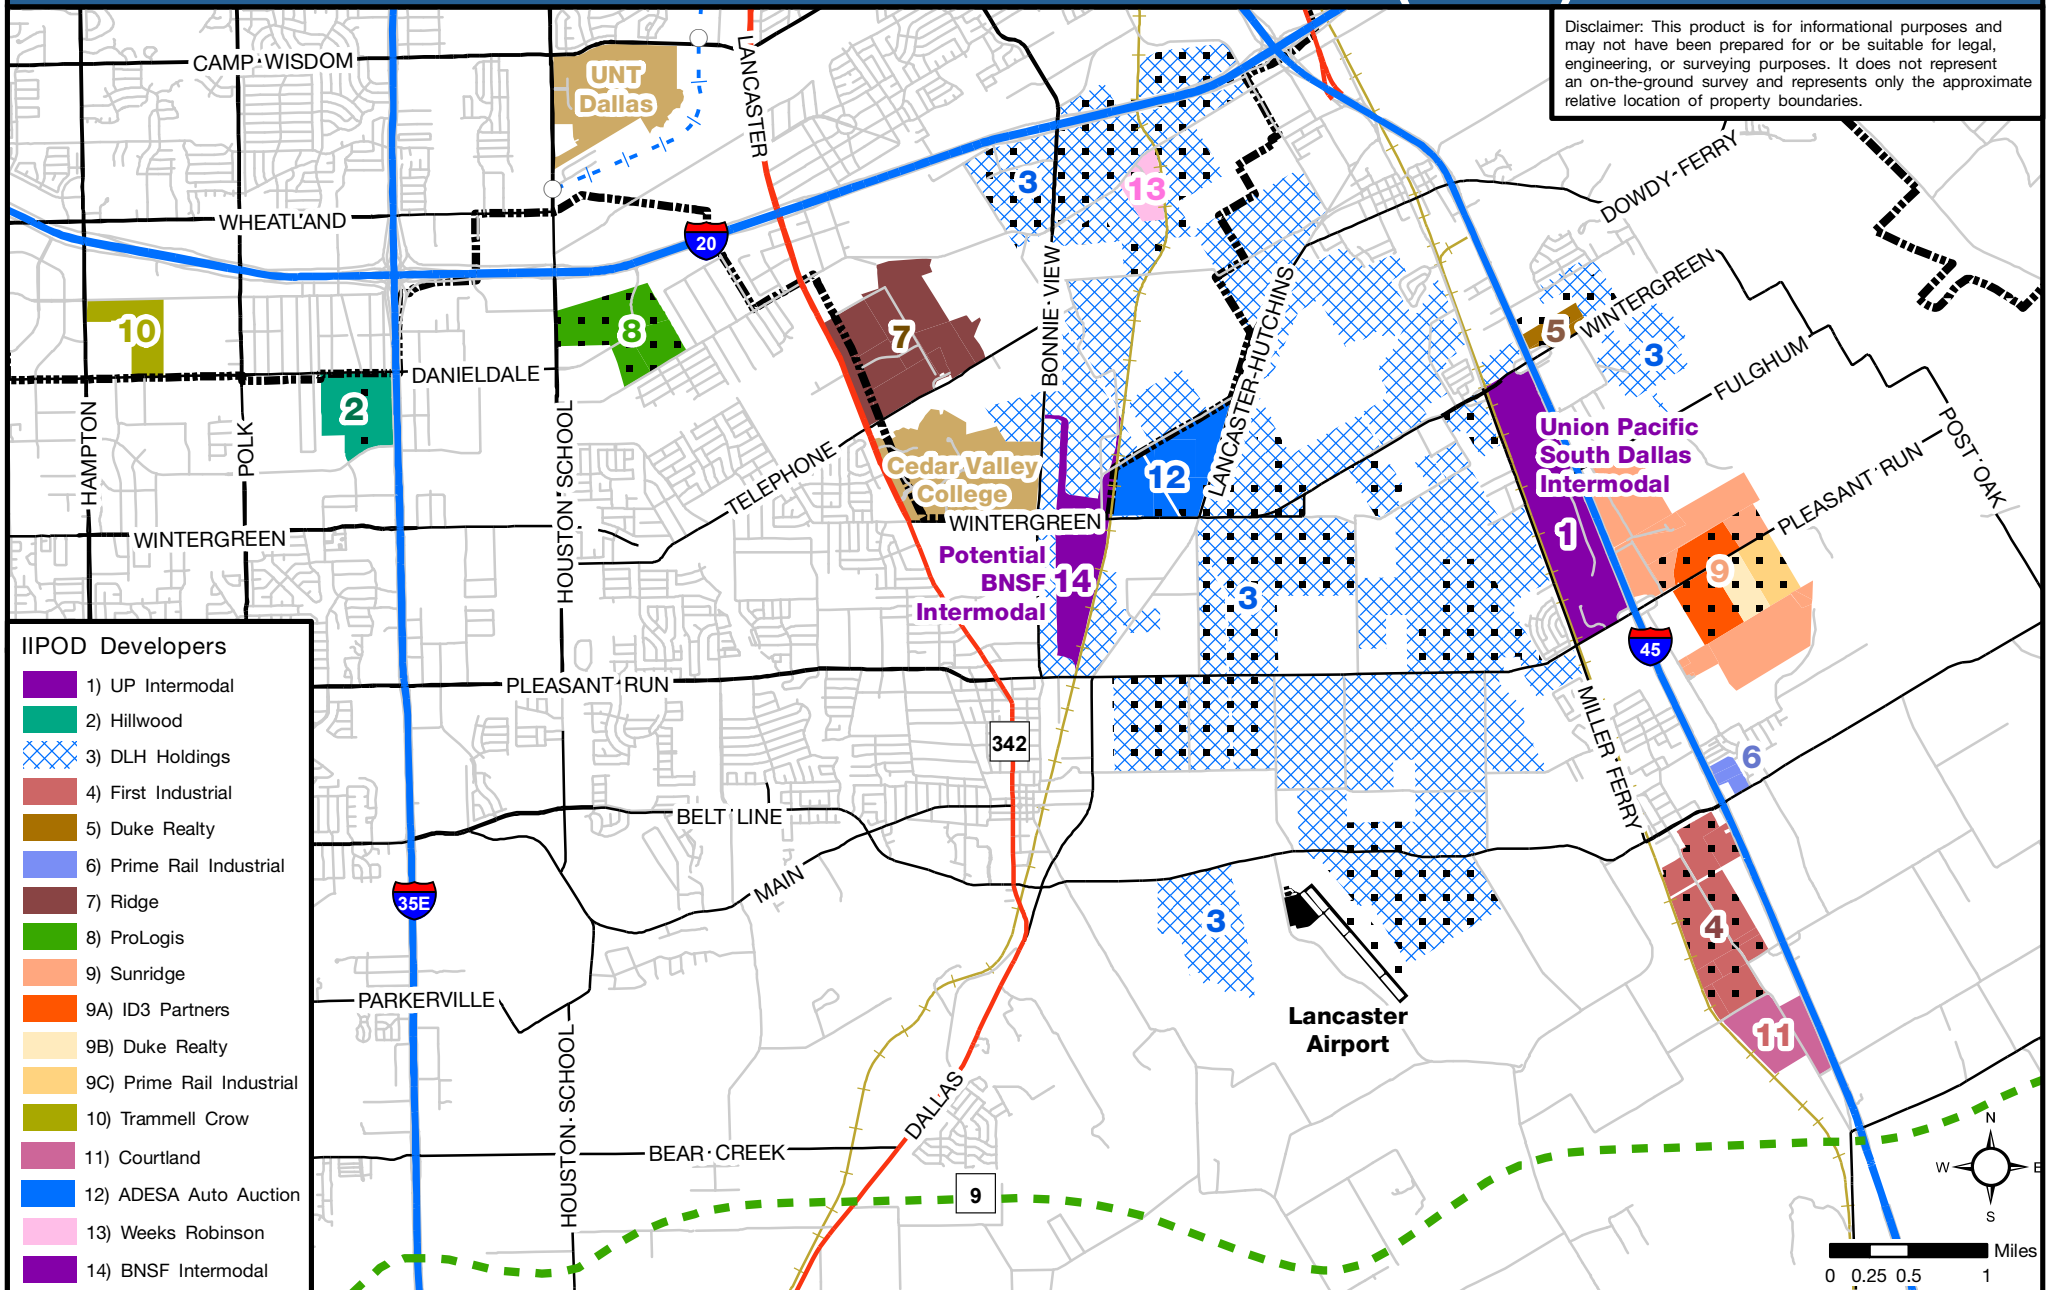 Disclaimer: This product is for informational purposes and
may not have been prepared for or be suitable for legal,
engineering, or surveying purposes. It does not represent
an on-the-ground survey and represents only the approximate
relative location of property boundaries.
CAMP WISDOM
UNT
Dallas
LANCASTER
DOWDY-FERRY
3
13
WHEATLAND
20
BONNIE VIEW
LANCASTER-HUTCHINS
WINTERGREEN
10
8
7
5
3
FULGHUM
DANIELDALE
2
HAMPTON
POLK
HOUSTON SCHOOL
TELEPHONE
Cedar Valley
College
12
Union Pacific
South Dallas
Intermodal
PLEASANT RUN
POST OAK
WINTERGREEN
WINTERGREEN
1
Potential
BNSF
Intermodal
14
3
9
45
PLEASANT RUN
MILLER FERRY
342
6
BELT LINE
MAIN
35E
3
4
PARKERVILLE
Lancaster
Airport
11
HOUSTON SCHOOL
DALLAS
BEAR CREEK
9
N
W
E
S
Miles
0 0.25 0.5 1
IIPOD Developers
1) UP Intermodal
2) Hillwood
3) DLH Holdings
4) First Industrial
5) Duke Realty
6) Prime Rail Industrial
7) Ridge
8) ProLogis
9) Sunridge
9A) ID3 Partners
9B) Duke Realty
9C) Prime Rail Industrial
10) Trammell Crow
11) Courtland
12) ADESA Auto Auction
13) Weeks Robinson
14) BNSF Intermodal